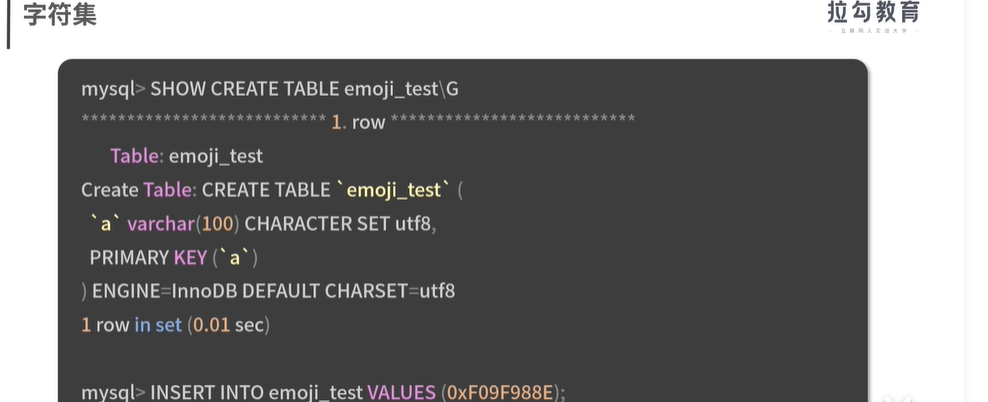 字符集
拉勾教育
互联网人实战大学
mysql> SHOW CREATE TABLE emoji_test\G
*************************** 1. row ***************************
Table: emoji_test
Create Table: CREATE TABLE `emoji_test` (
`a` varchar(100) CHARACTER SET utf8,
PRIMARY KEY (`a`)
) ENGINE=InnoDB DEFAULT CHARSET=utf8
1 row in set (0.01 sec)
mysql> INSERT INTO emoji_test VALUES (0xF09F988E);